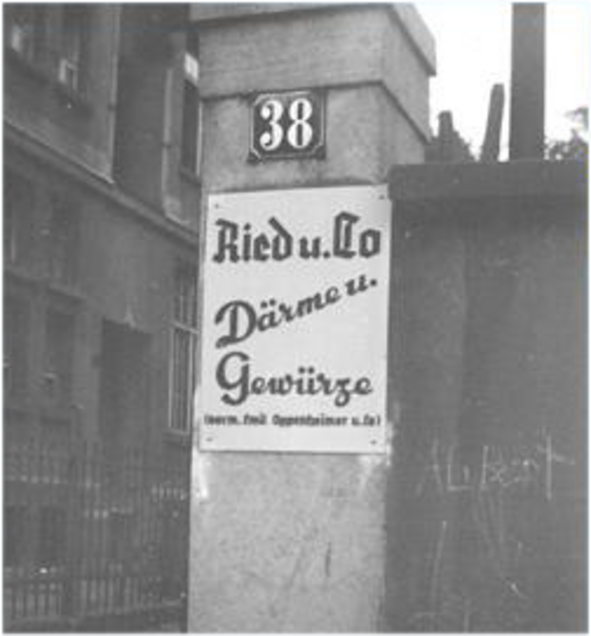 38
Ried u. Co
Därme u.
Gewürze
(vorm. Emil Oppenheimer u. Co)